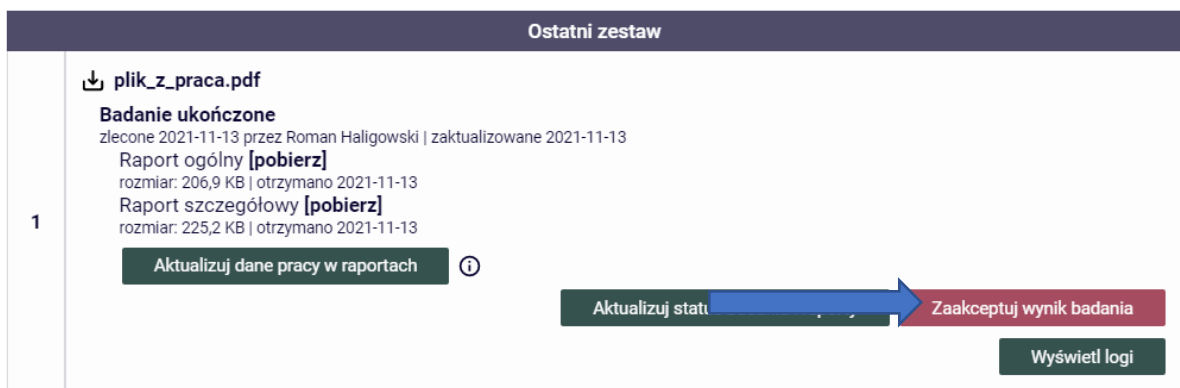 Ostatni zestaw
plik_z_praca.pdf
Badanie ukończone
zlecone 2021-11-13 przez Roman Haligowski | zaktualizowane 2021-11-13
Raport ogólny [pobierz]
rozmiar: 206,9 KB | otrzymano 2021-11-13
Raport szczegółowy [pobierz]
1
rozmiar: 225,2 KB | otrzymano 2021-11-13
Aktualizuj dane pracy w raportach
Aktualizuj Zaakceptuj wynik badania
Wyświetl logi